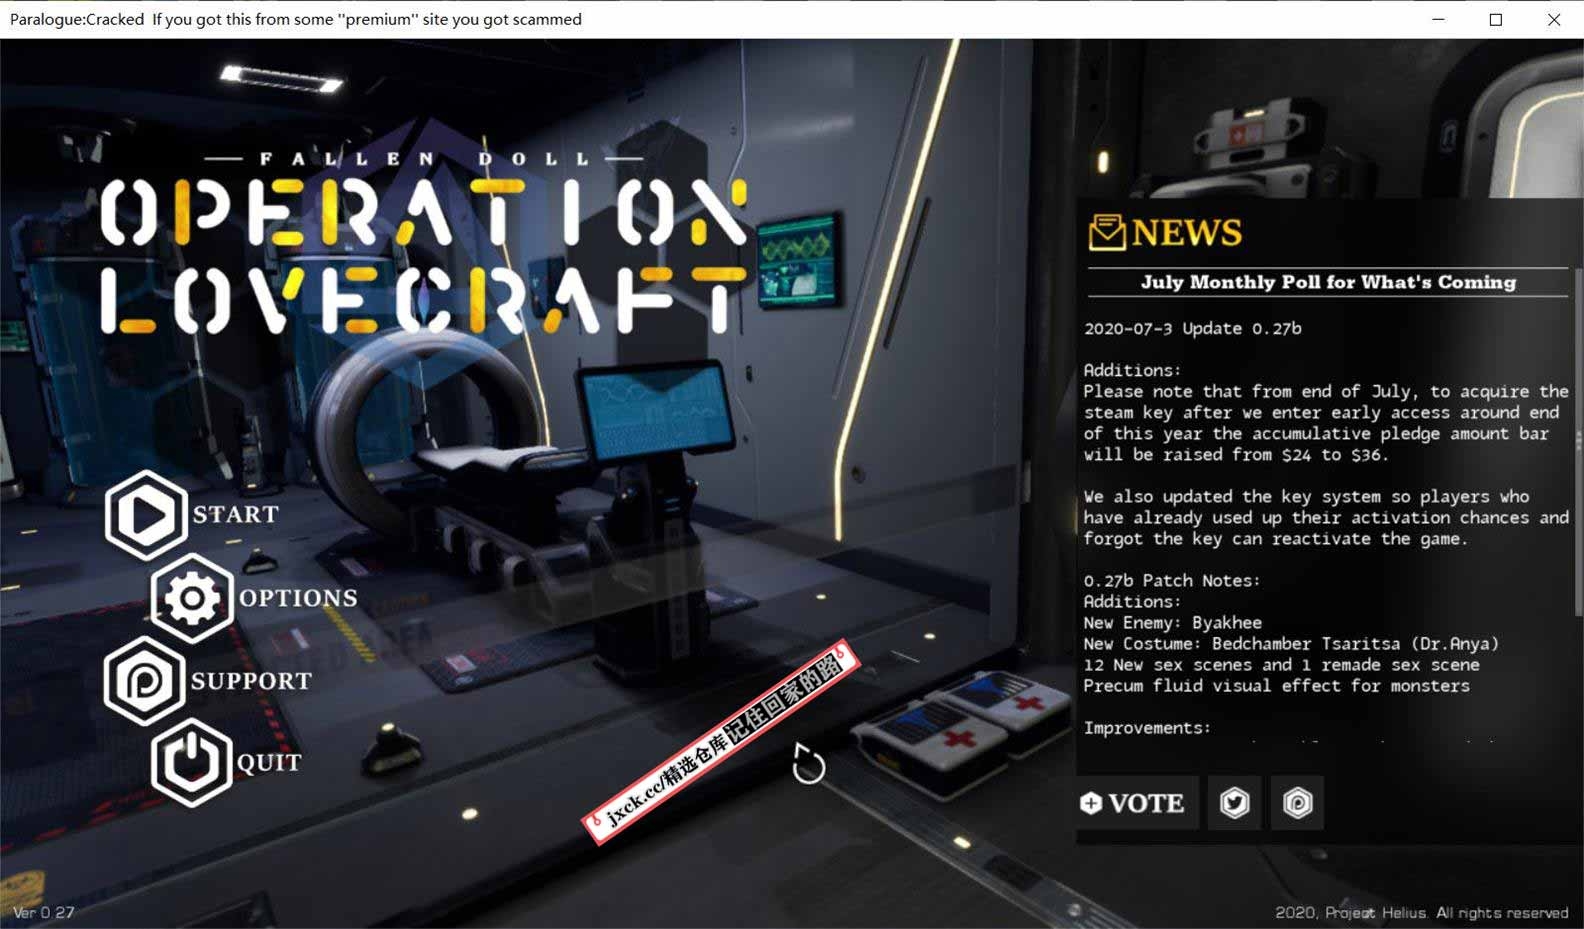 Paralogue:Cracked  If you got this from some "premium" site you got scammed
FALLEN DOLL
OPERATION
LOVECRAFT
START
OPTIONS
SUPPORT
QUIT
jxck.cc/精选仓库 记住回家的路
Ver 0.27
NEWS
July Monthly Poll for What's Coming
2020-07-3 Update 0.27b
Additions:
Please note that from end of July, to acquire the
steam key after we enter early access around end
of this year the accumulative pledge amount bar
will be raised from $24 to $36.
We also updated the key system so players who
have already used up their activation chances and
forgot the key can reactivate the game.
0.27b Patch Notes:
Additions:
New Enemy: Byakhee
New Costume: Bedchamber Tsaritsa (Dr.Anya)
12 New sex scenes and 1 remade sex scene
Precum fluid visual effect for monsters
Improvements:
VOTE
2020, Project Helius. All rights reserved